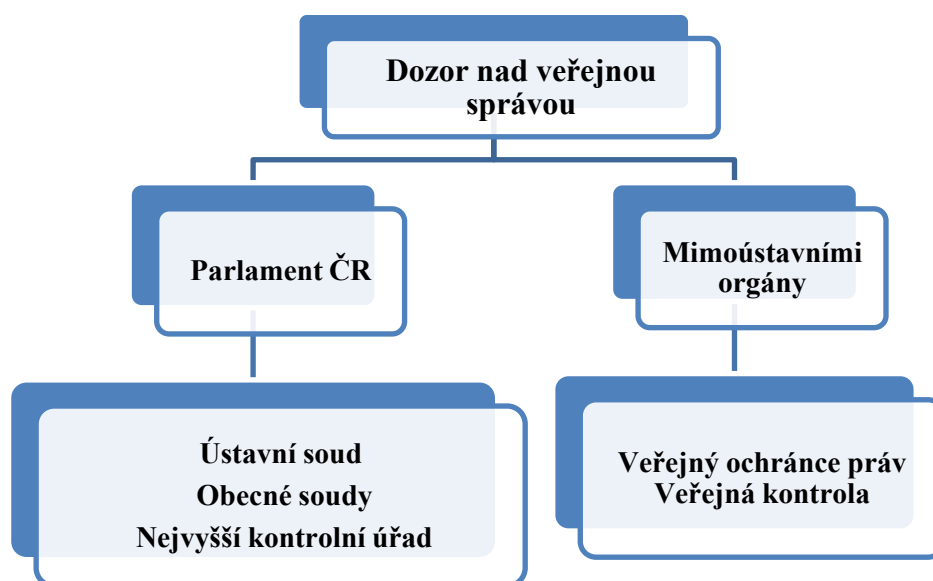 Dozor nad veřejnou
správou
Parlament ČR
Mimoústavními
orgány
Ústavní soud
Obecné soudy
Nejvyšší kontrolní úřad
Veřejný ochránce práv
Veřejná kontrola